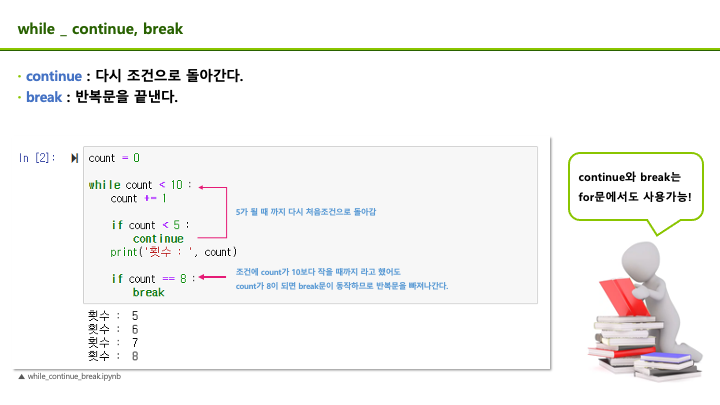 while _ continue, break
· continue : 다시 조건으로 돌아간다.
· break : 반복문을 끝낸다.
In [2]:
count = 0
while count < 10 :
count += 1
if count < 5 :
continue
print('횟수 : ', count)
if count == 8 :
break
5가 될 때 까지 다시 처음조건으로 돌아감
조건에 count가 10보다 작을 때까지 라고 했어도
count가 8이 되면 break문이 동작하므로 반복문을 빠져나간다.
횟수 :  5
횟수 :  6
횟수 :  7
횟수 :  8
▲ while_continue_break.ipynb
continue와 break는
for문에서도 사용가능!